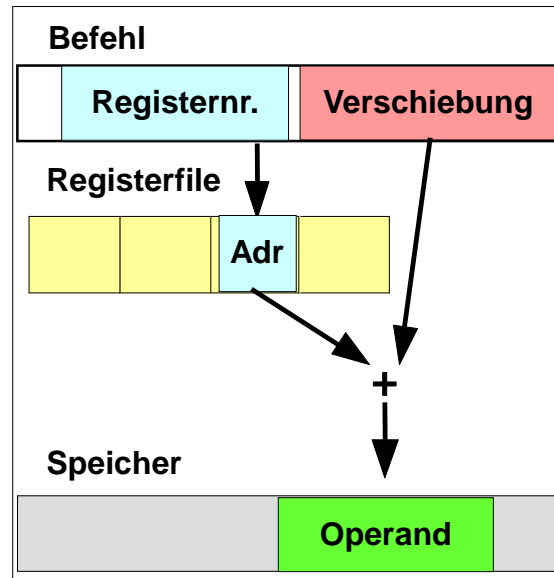 Befehl
Registernr. Verschiebung
Registerfile
Adr
+
Speicher
Operand